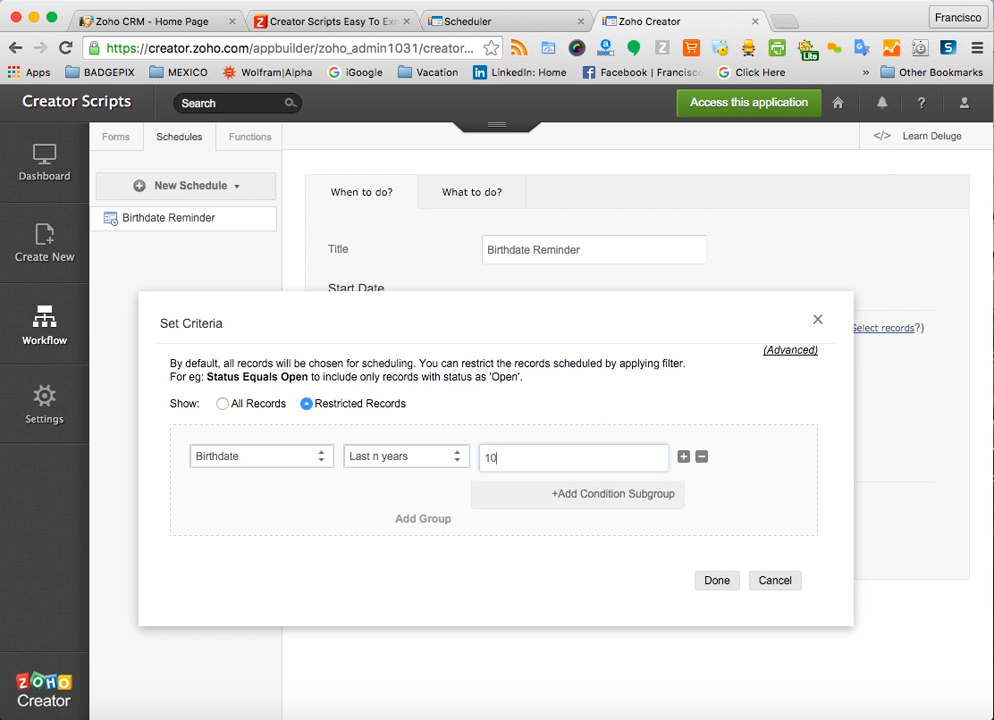 Zoho CRM - Home Page
Creator Scripts Easy To Exe
Scheduler
Zoho Creator
Francisco
https://creator.zoho.com/appbuilder/zoho_admin1031/creator...
Apps
BADGEPIX
MEXICO
Wolfram|Alpha
iGoogle
Vacation
LinkedIn: Home
Facebook | Francisc
Click Here
»
Other Bookmarks
Creator Scripts
Search
Access this application
?
Forms
Schedules
Functions
</> Learn Deluge
Dashboard
New Schedule
When to do?
What to do?
Birthdate Reminder
Create New
Title
Birthdate Reminder
Start Date
Set Criteria
Select records?)
(Advanced)
Workflow
By default, all records will be chosen for scheduling. You can restrict the records scheduled by applying filter.
For eg: Status Equals Open to include only records with status as 'Open'.
Show:
All Records
Restricted Records
Settings
Birthdate
Last n years
10
+Add Condition Subgroup
Add Group
Done
Cancel
ZOHO
Creator